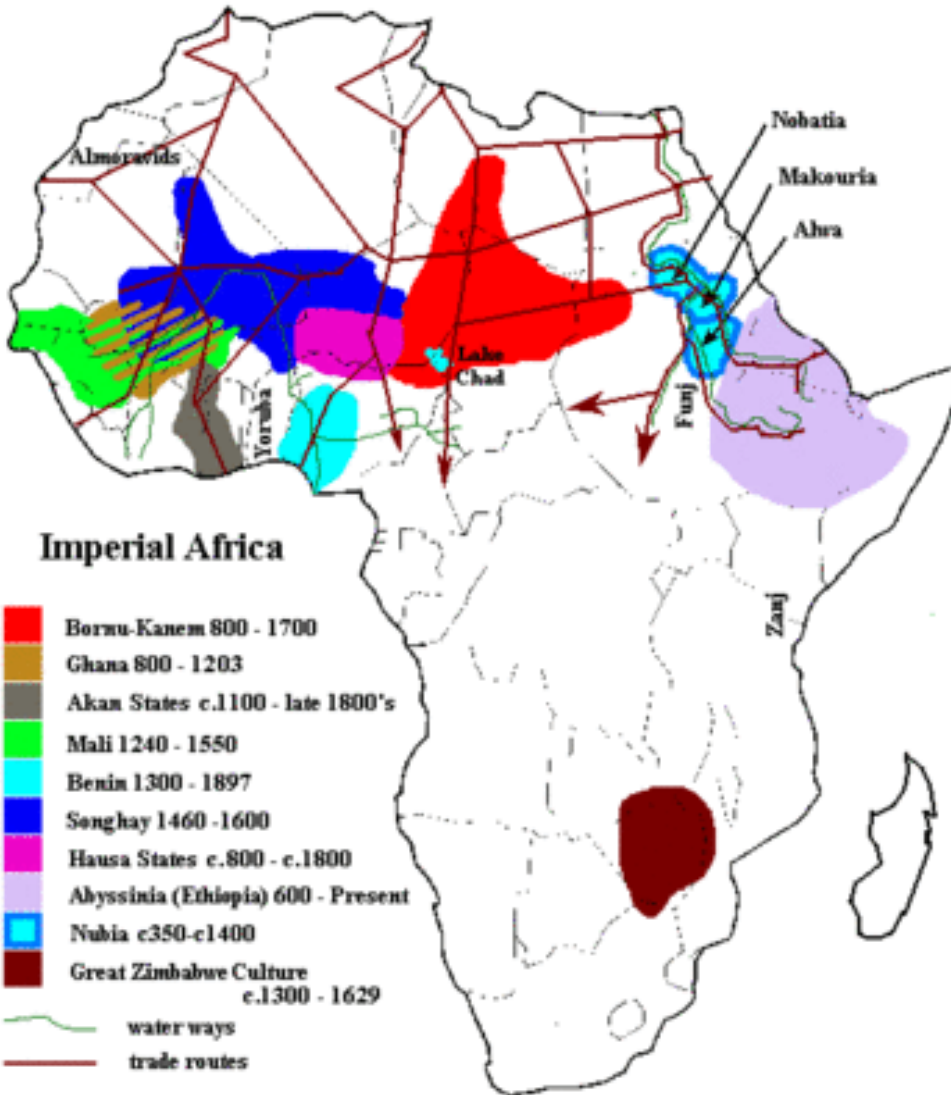 Nobatia
Almoravids
Makouria
Alwa
Lake
Chad
Yoruba
Funj
Zanj
Imperial Africa
Bornu-Kanem 800 - 1700
Ghana 800 - 1203
Akan States c.1100 - late 1800's
Mali 1240 - 1550
Benin 1300 - 1897
Songhay 1460 -1600
Hausa States c.800 - c.1800
Abyssinia (Ethiopia) 600 - Present
Nubia c350-c1400
Great Zimbabwe Culture
c.1300 - 1629
water ways
trade routes